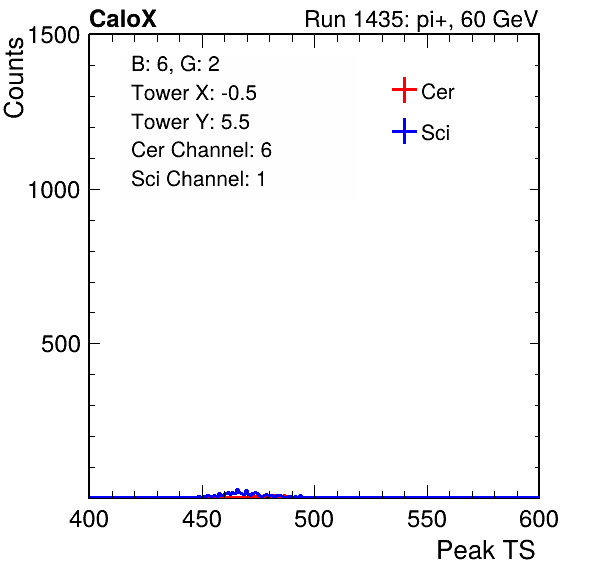 CaloX
Run 1435: pi+, 60 GeV
1500
1000
500
Counts
B: 6, G: 2
Tower X: -0.5
Tower Y: 5.5
Cer Channel: 6
Sci Channel: 1
Cer
Sci
400
450
500
550
600
Peak TS